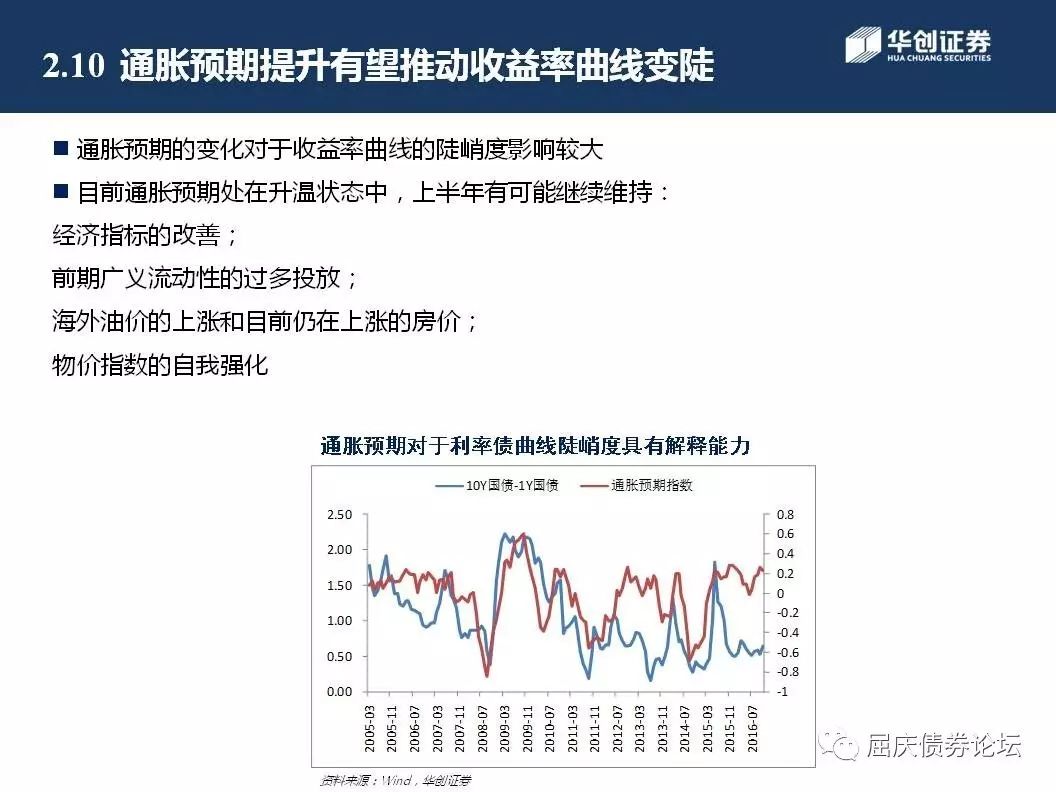 2.10 通胀预期提升有望推动收益率曲线变陡
华创证券
HUA CHUANG SECURITIES
■ 通胀预期的变化对于收益率曲线的陡峭度影响较大
■ 目前通胀预期处在升温状态中，上半年有可能继续维持：
经济指标的改善；
前期广义流动性的过多投放；
海外油价的上涨和目前仍在上涨的房价；
物价指数的自我强化
通胀预期对于利率债曲线陡峭度具有解释能力
10Y国债-1Y国债 通胀预期指数
2.50 0.8
2.00 0.6
1.50 0.4
1.00 0.2
0.50 0
0.00 -0.2
-0.4
-0.6
-0.8
-1
2005-03 2005-11 2006-07 2007-03 2007-11 2008-07 2009-03 2009-11 2010-07 2011-03 2011-11 2012-07 2013-03 2013-11 2014-07 2015-03 2015-11 2016-07
屈庆债券论坛
资料来源：Wind，华创证券